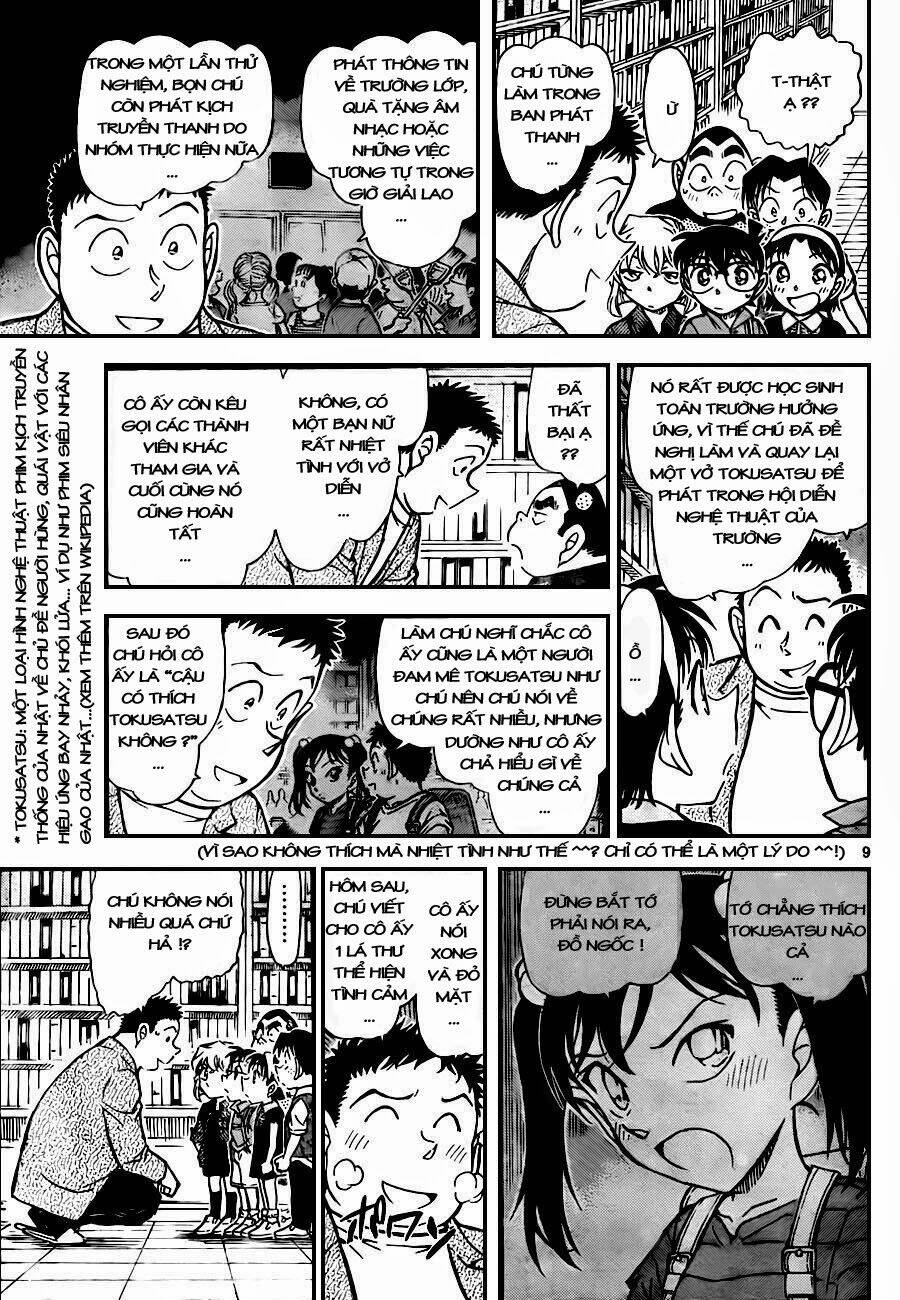 T-THẬT
Ạ ??
Ừ
...
CHÚ TỪNG
LÀM TRONG
BAN PHÁT
THANH
...
PHÁT THÔNG TIN
VỀ TRƯỜNG LỚP,
QUÀ TẶNG ÂM
NHẠC HOẶC
NHỮNG VIỆC
TƯƠNG TỰ TRONG
GIỜ GIẢI LAO
...
TRONG MỘT LẦN THỬ
NGHIỆM, BỌN CHÚ
CÒN PHÁT KỊCH
TRUYỀN THANH DO
NHÓM THỰC HIỆN NỮA
...
NÓ RẤT ĐƯỢC HỌC SINH
TOÀN TRƯỜNG HƯỞNG
ỨNG, VÌ THẾ CHÚ ĐÃ ĐỀ
NGHỊ LÀM VÀ QUAY LẠI
MỘT VỞ TOKUSATSU ĐỂ
PHÁT TRONG HỘI DIỄN
NGHỆ THUẬT CỦA
TRƯỜNG
...
Ồ
...
ĐÃ
THẤT
BẠI Ạ
??
KHÔNG, CÓ
MỘT BẠN NỮ
RẤT NHIỆT
TÌNH VỚI VỞ
DIỄN
...
CÔ ẤY CÒN KÊU
GỌI CÁC THÀNH
VIÊN KHÁC
THAM GIA VÀ
CUỐI CÙNG NÓ
CŨNG HOÀN
TẤT
...
LÀM CHÚ NGHĨ CHẮC CÔ
ẤY CŨNG LÀ MỘT NGƯỜI
ĐAM MÊ TOKUSATSU NHƯ
CHÚ NÊN CHÚ NÓI VỀ
CHÚNG RẤT NHIỀU, NHƯNG
DƯỜNG NHƯ CÔ ẤY
CHẢ HIỂU GÌ VỀ
CHÚNG CẢ
...
SAU ĐÓ
CHÚ HỎI CÔ
ẤY LÀ "CẬU
CÓ THÍCH
TOKUSATSU
KHÔNG ?"
...
* TOKUSATSU: MỘT LOẠI HÌNH NGHỆ THUẬT PHIM KỊCH TRUYỀN
THỐNG CỦA NHẬT VỀ CHỦ ĐỀ NGƯỜI HÙNG, QUÁI VẬT VỚI CÁC
HIỆU ỨNG BAY NHẢY, KHÓI LỬA... VÍ DỤ NHƯ PHIM SIÊU NHÂN
GAO CỦA NHẬT...(XEM THÊM TRÊN WIKIPEDIA)
(VÌ SAO KHÔNG THÍCH MÀ NHIỆT TÌNH NHƯ THẾ ^^? CHỈ CÓ THỂ LÀ MỘT LÝ DO ^^!)
9
TỚ CHẲNG THÍCH
TOKUSATSU NÀO
CẢ
...
ĐỪNG BẮT TỚ
PHẢI NÓI RA,
ĐỒ NGỐC !
CÔ ẤY
NÓI
XONG
VÀ ĐỎ
MẶT
...
HÔM SAU,
CHÚ VIẾT
CHO CÔ ẤY
1 LÁ THƯ
THỂ HIỆN
TÌNH CẢM
...
.........
CHÚ KHÔNG NÓI
NHIỀU QUÁ CHỨ
HẢ !?